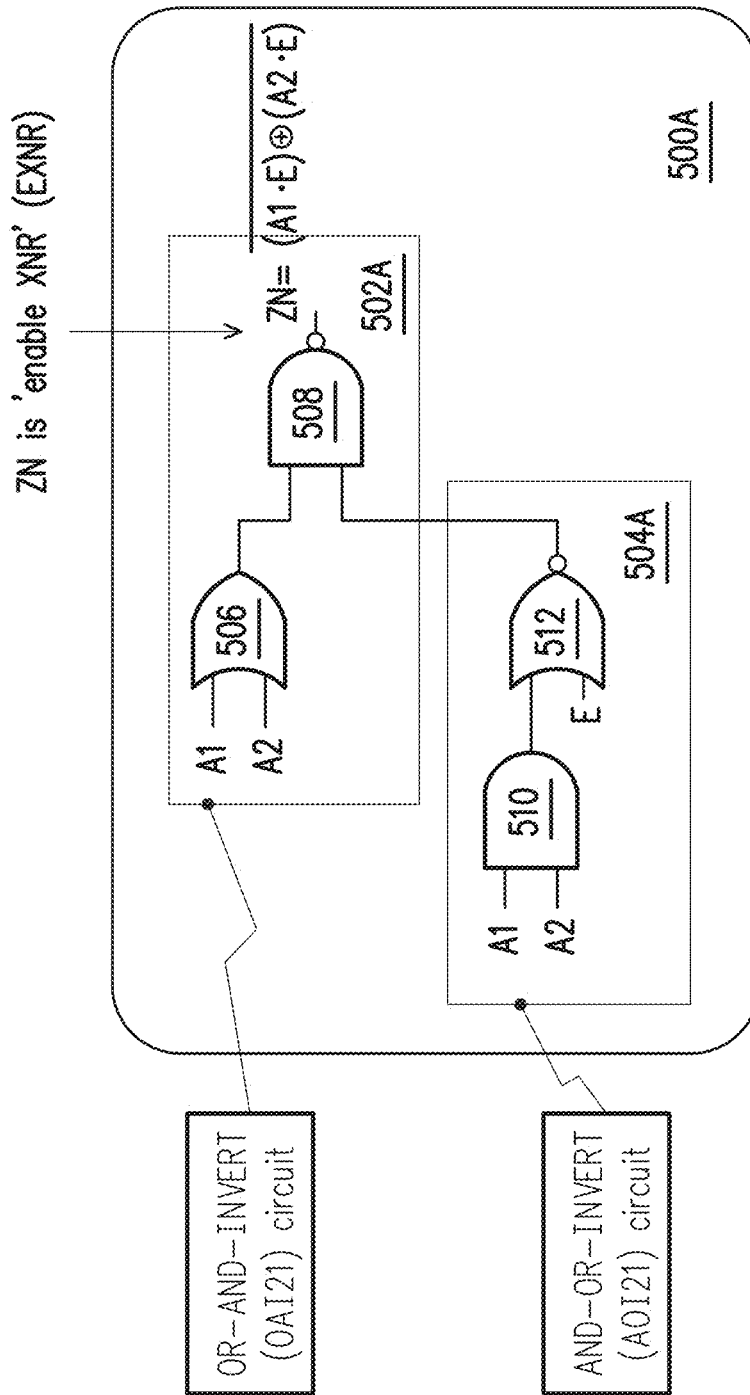 ZN is 'enable XNR' (EXNR)
ZN= (A1·E)⊕(A2·E)
OR-AND-INVERT
(OAI21) circuit
A1
A2
506
508
502A
AND-OR-INVERT
(AOI21) circuit
A1
A2
510
E
512
504A
500A